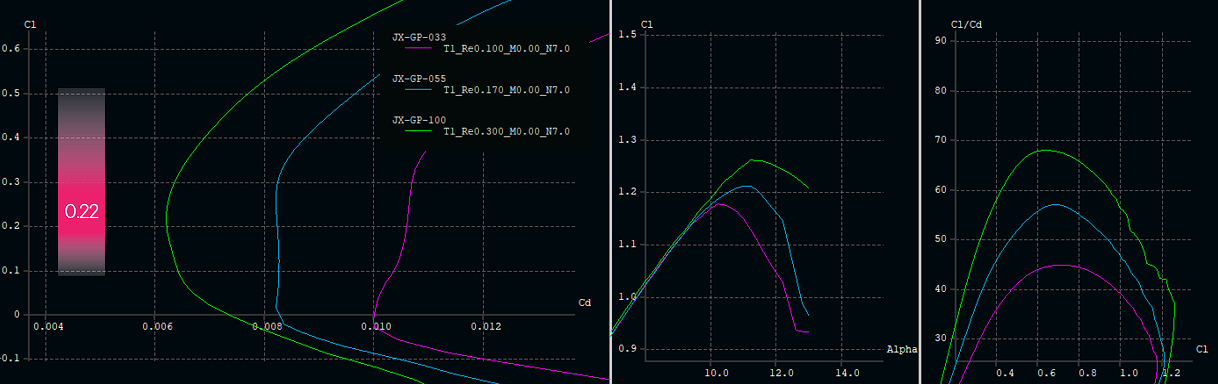 Cl
0.6
0.5
0.4
0.3
0.2
0.1
0
-0.1
0.22
JX-GP-033
T1_Re0.100_M0.00_N7.0
JX-GP-055
T1_Re0.170_M0.00_N7.0
JX-GP-100
T1_Re0.300_M0.00_N7.0
Cd
0.004 0.006 0.008 0.010 0.012
Cl
1.5
1.4
1.3
1.2
1.1
1.0
0.9
Alpha
10.0 12.0 14.0
Cl/Cd
90
80
70
60
50
40
30
Cl
0.4 0.6 0.8 1.0 1.2